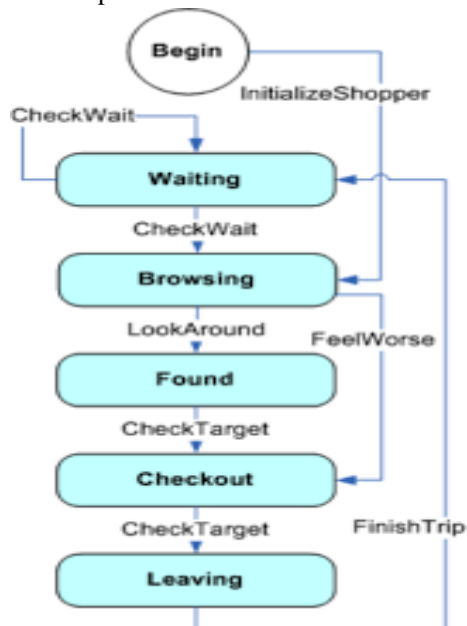 Begin
InitializeShopper
CheckWait
Waiting
CheckWait
Browsing
LookAround
FeelWorse
Found
CheckTarget
Checkout
CheckTarget
FinishTrip
Leaving